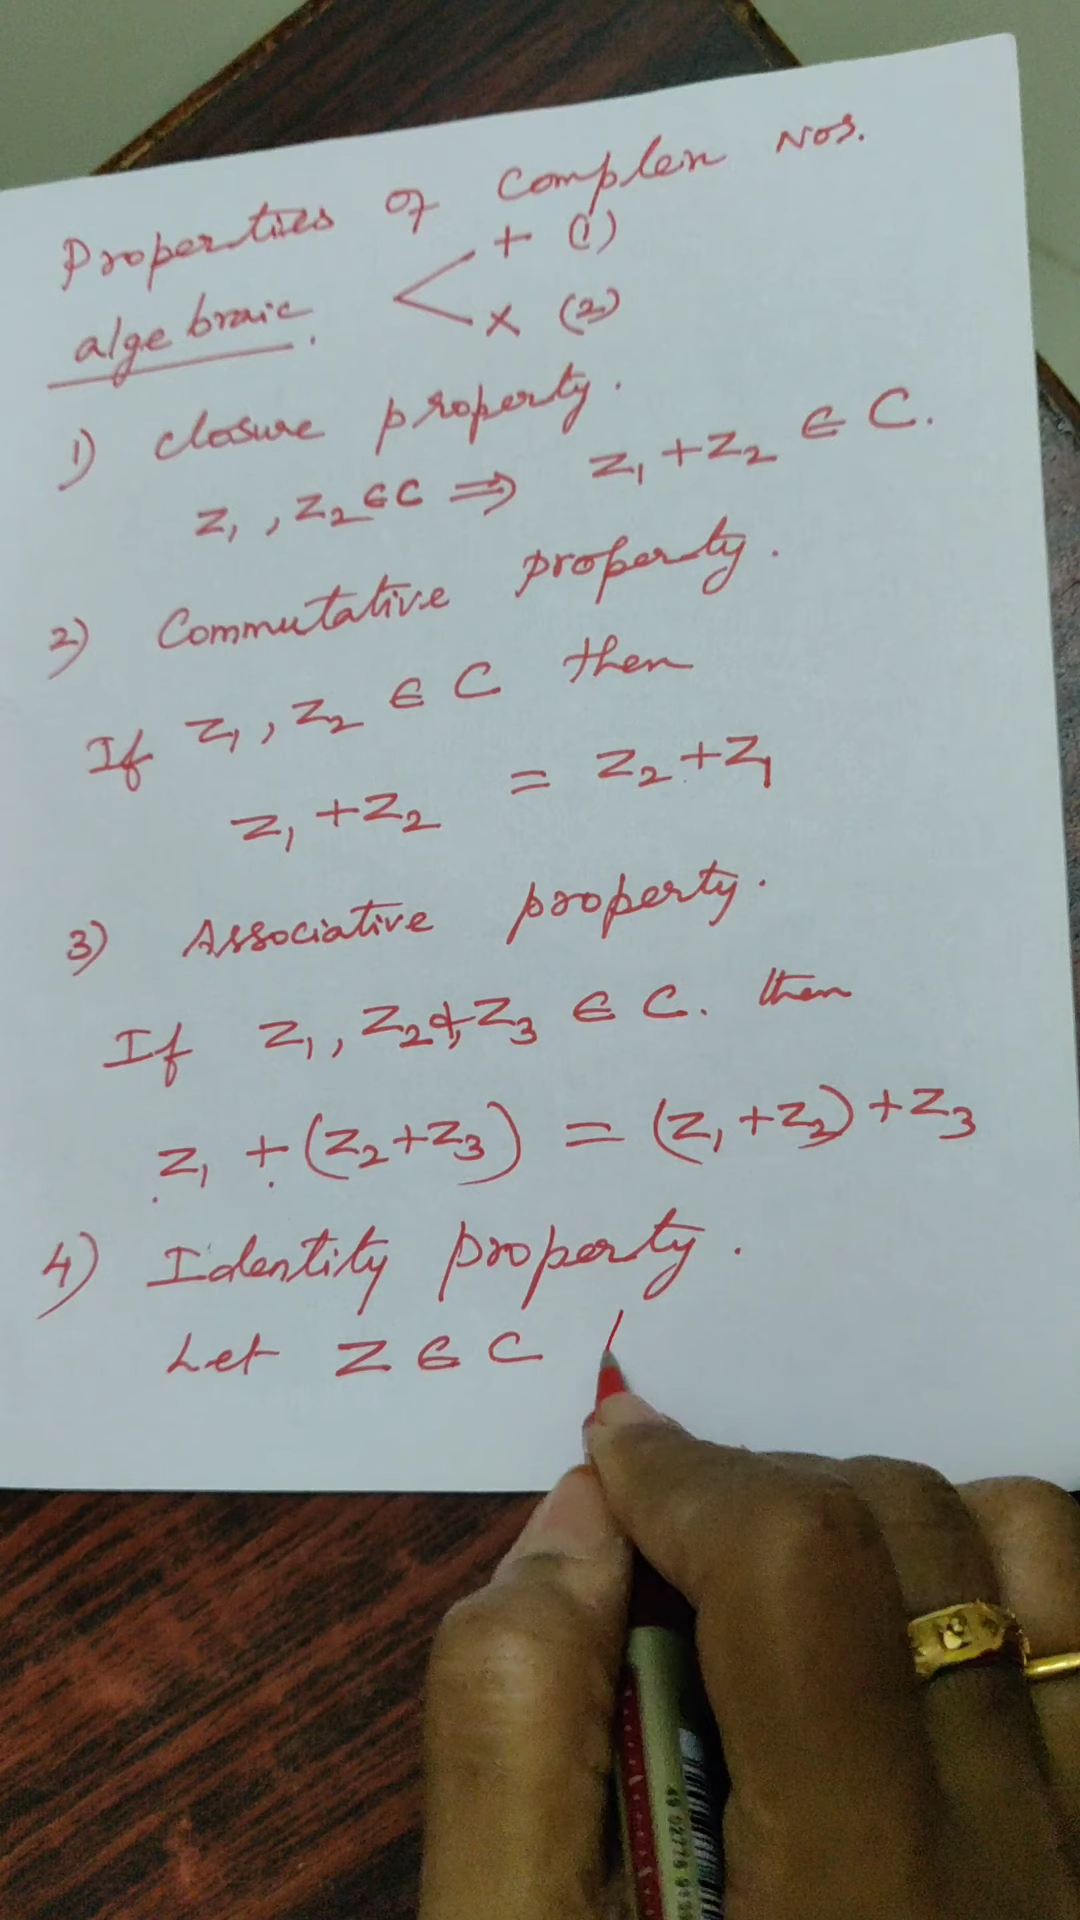 Properties of Complex Nos.
algebraic. < + (1)
x (2)
1) closure property.
z₁, z₂ ∈ C ⇒ z₁ + z₂ ∈ C.
2) Commutative property.
If z₁, z₂ ∈ C then
z₁ + z₂ = z₂ + z₁
3) Associative property.
If z₁, z₂ & z₃ ∈ C. then
z₁ + (z₂ + z₃) = (z₁ + z₂) + z₃
4) Identity property.
Let z ∈ C